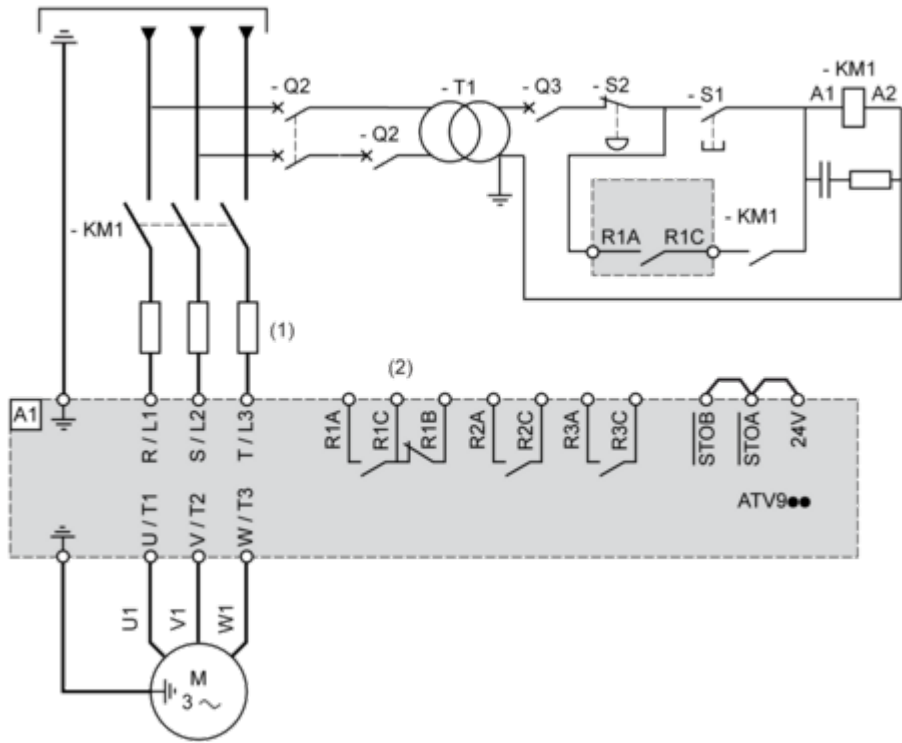 - Q2
- T1
- Q3
- S2
- S1
- KM1
A1
A2
- Q2
- KM1
- KM1
R1A
R1C
(1)
(2)
A1
R / L1
S / L2
T / L3
R1A
R1C
R1B
R2A
R2C
R3A
R3C
STOB
STOA
24V
ATV9●●
U / T1
V / T2
W / T3
U1
V1
W1
M
3 ~